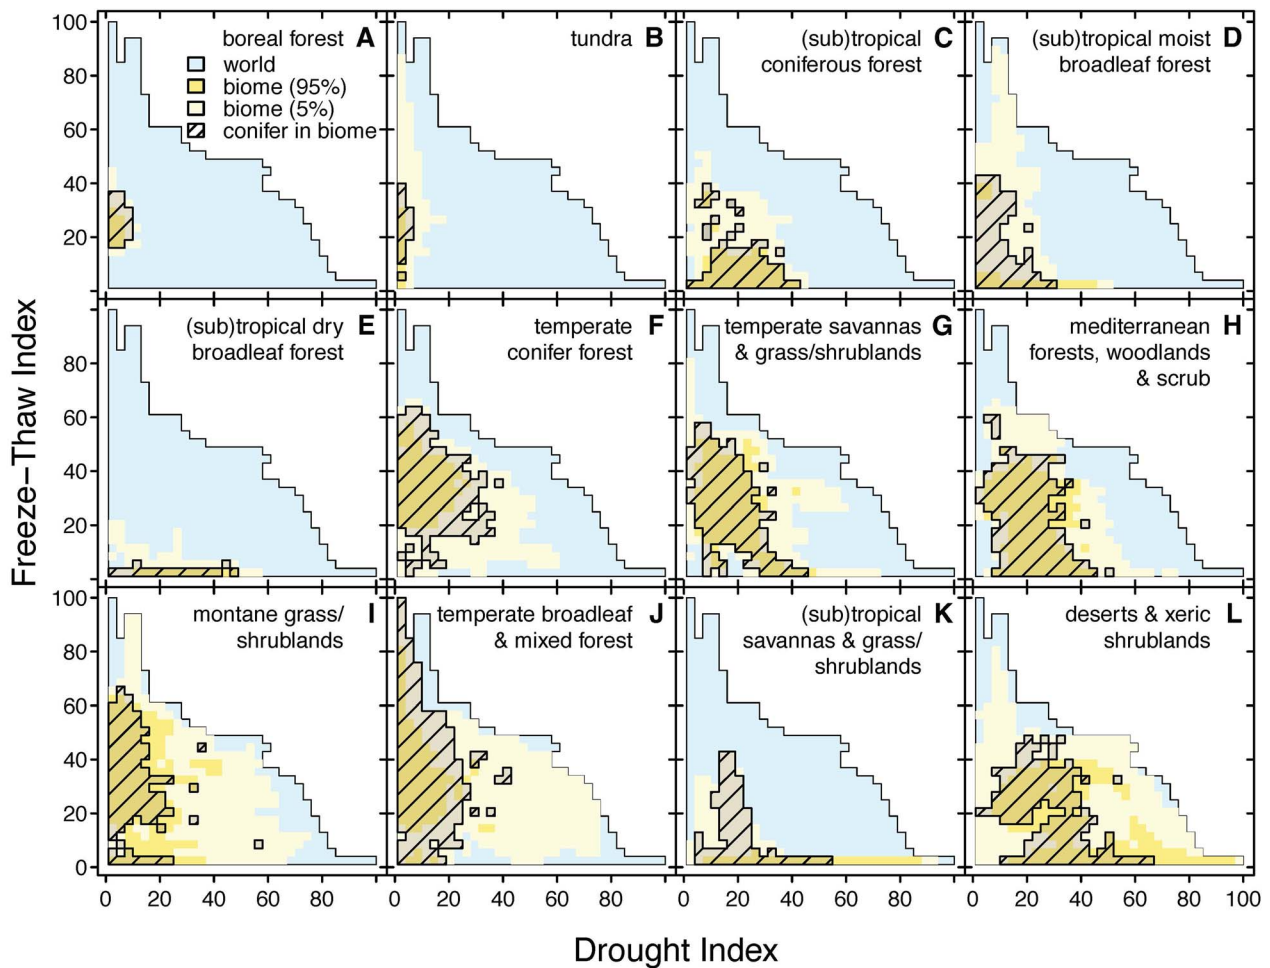 boreal forest A
world
biome (95%)
biome (5%)
conifer in biome
tundra B
(sub)tropical C
coniferous forest
(sub)tropical moist D
broadleaf forest
100
80
60
40
20
(sub)tropical dry E
broadleaf forest
temperate F
conifer forest
temperate savannas G
& grass/shrublands
mediterranean H
forests, woodlands
& scrub
80
60
40
20
Freeze–Thaw Index
montane grass/ I
shrublands
temperate broadleaf J
& mixed forest
(sub)tropical K
savannas & grass/
shrublands
deserts & xeric L
shrublands
100
80
60
40
20
0
0 20 40 60 80
0 20 40 60 80
0 20 40 60 80
0 20 40 60 80 100
Drought Index